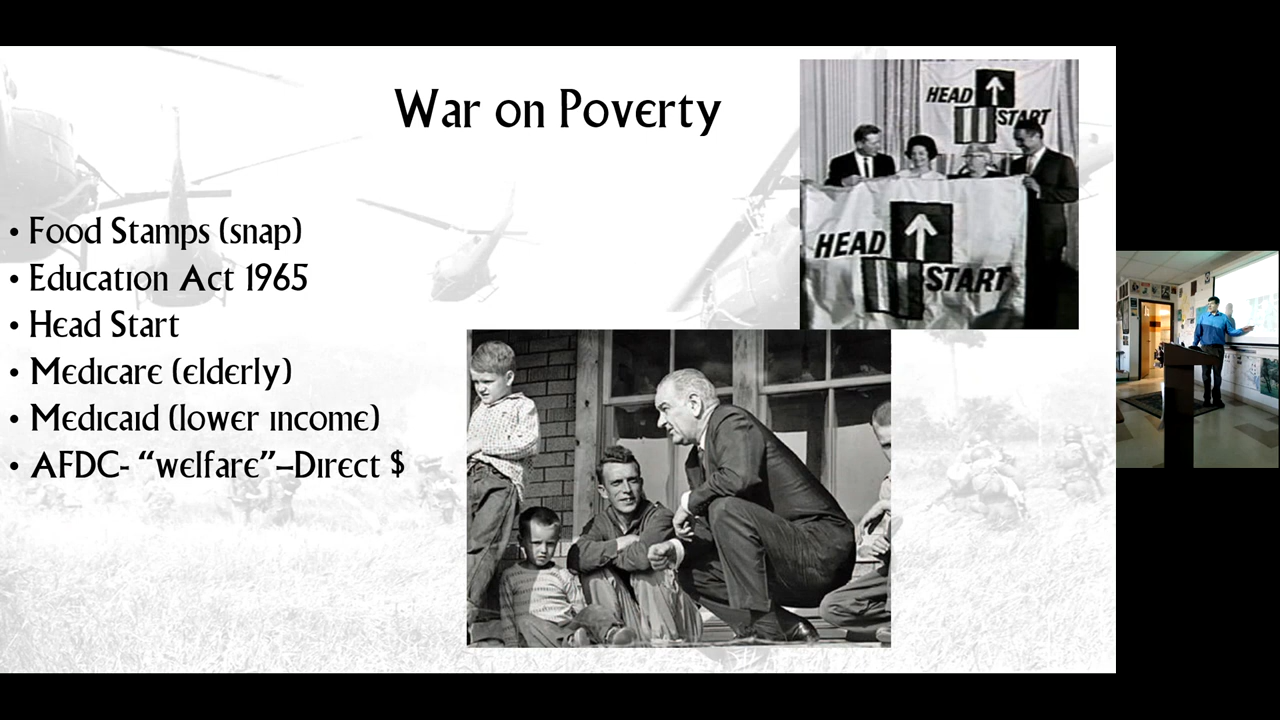 War on Poverty
• Food Stamps (snap)
• Education Act 1965
• Head Start
• Medicare (elderly)
• Medicaid (lower income)
• AFDC- “welfare”–Direct $
HEAD
START
HEAD
START